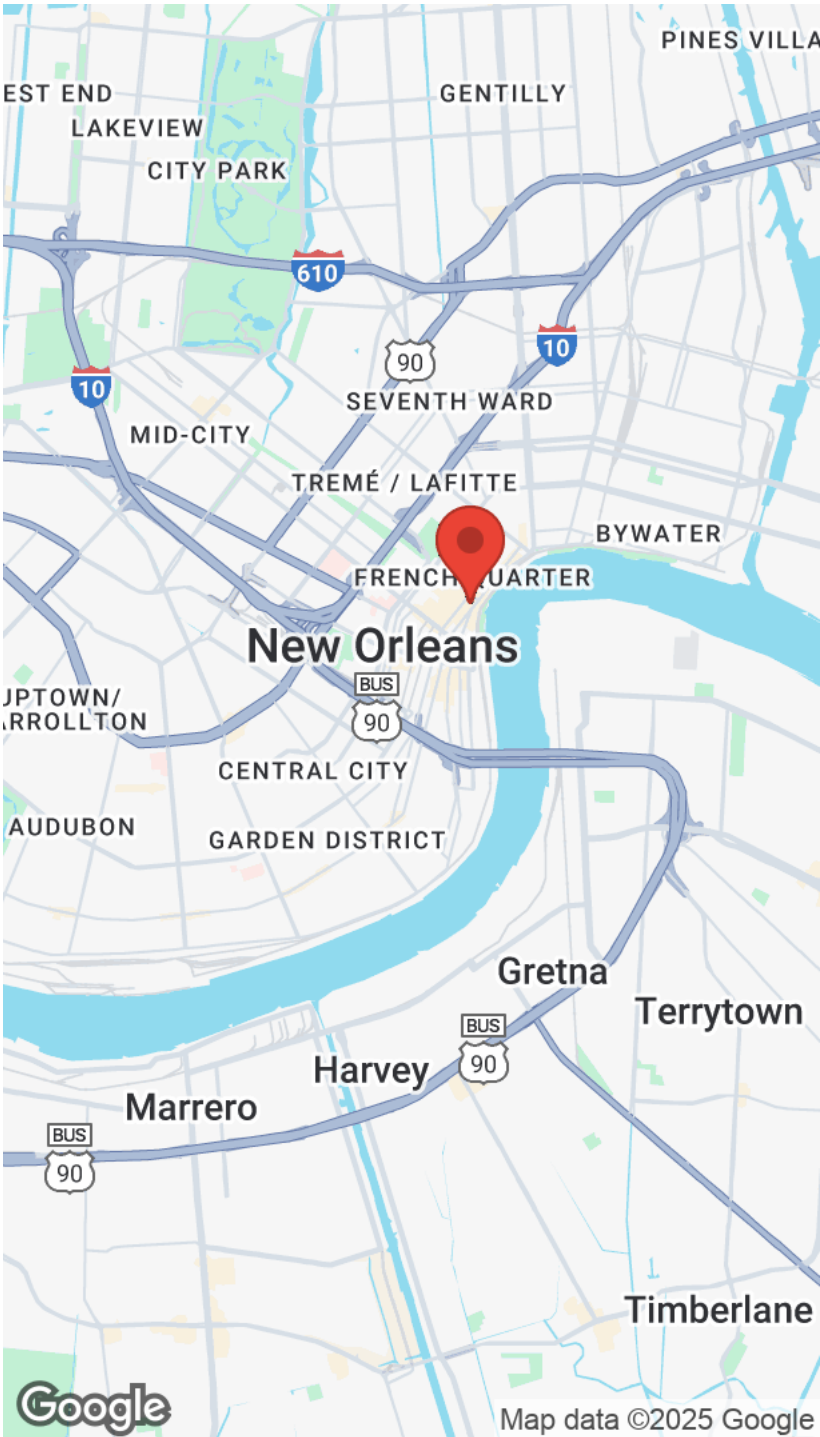 PINES VILLA
EST END
GENTILLY
LAKEVIEW
CITY PARK
610
90
10
10
SEVENTH WARD
MID-CITY
TREMÉ / LAFITTE
BYWATER
FRENCH QUARTER
New Orleans
BUS
90
UPTOWN/
ARROLLTON
CENTRAL CITY
AUDUBON
GARDEN DISTRICT
Gretna
Terrytown
BUS
90
Harvey
Marrero
BUS
90
Timberlane
Google
Map data ©2025 Google